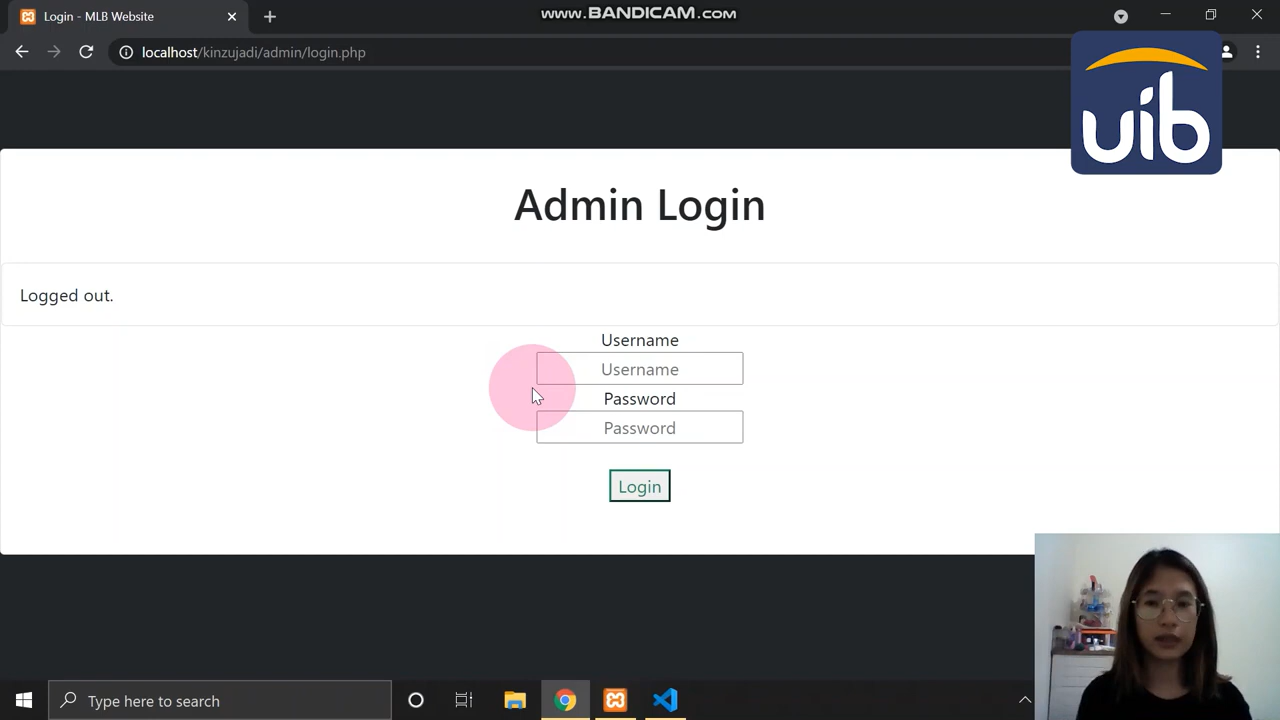 Login - MLB Website
www.BANDICAM.com
localhost/kinzujadi/admin/login.php
uib
Admin Login
Logged out.
Username
Username
Password
Password
Login
Type here to search